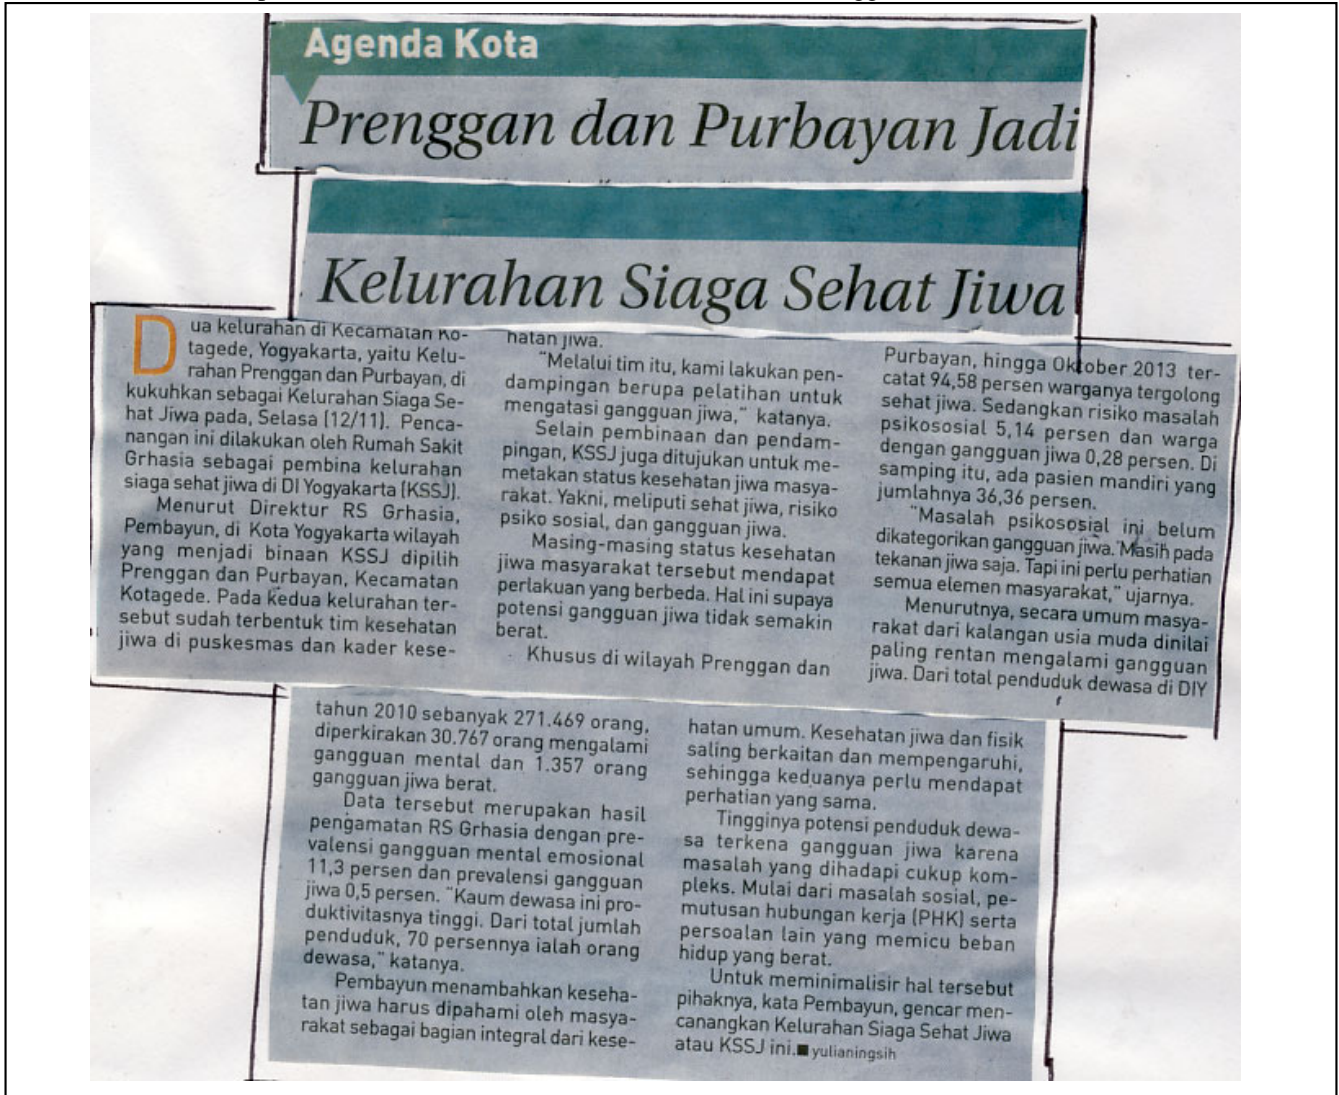 Agenda Kota
Prenggan dan Purbayan Jadi
Kelurahan Siaga Sehat Jiwa
Dua kelurahan di Kecamatan Ko-
tagede, Yogyakarta, yaitu Kelu-
rahan Prenggan dan Purbayan, di
kukuhkan sebagai Kelurahan Siaga Se-
hat Jiwa pada, Selasa (12/11). Penca-
nangan ini dilakukan oleh Rumah Sakit
Grhasia sebagai pembina kelurahan
siaga sehat jiwa di DI Yogyakarta (KSSJ).
Menurut Direktur RS Grhasia,
Pembayun, di Kota Yogyakarta wilayah
yang menjadi binaan KSSJ dipilih
Prenggan dan Purbayan, Kecamatan
Kotagede. Pada kedua kelurahan ter-
sebut sudah terbentuk tim kesehatan
jiwa di puskesmas dan kader kese-
hatan jiwa.
"Melalui tim itu, kami lakukan pen-
dampingan berupa pelatihan untuk
mengatasi gangguan jiwa," katanya.
Selain pembinaan dan pendam-
pingan, KSSJ juga ditujukan untuk me-
metakan status kesehatan jiwa masya-
rakat. Yakni, meliputi sehat jiwa, risiko
psiko sosial, dan gangguan jiwa.
Masing-masing status kesehatan
jiwa masyarakat tersebut mendapat
perlakuan yang berbeda. Hal ini supaya
potensi gangguan jiwa tidak semakin
berat.
Khusus di wilayah Prenggan dan
Purbayan, hingga Oktober 2013 ter-
catat 94,58 persen warganya tergolong
sehat jiwa. Sedangkan risiko masalah
psikososial 5,14 persen dan warga
dengan gangguan jiwa 0,28 persen. Di
samping itu, ada pasien mandiri yang
jumlahnya 36,36 persen.
"Masalah psikososial ini belum
dikategorikan gangguan jiwa. Masih pada
tekanan jiwa saja. Tapi ini perlu perhatian
semua elemen masyarakat," ujarnya.
Menurutnya, secara umum masya-
rakat dari kalangan usia muda dinilai
paling rentan mengalami gangguan
jiwa. Dari total penduduk dewasa di DIY
tahun 2010 sebanyak 271.469 orang,
diperkirakan 30.767 orang mengalami
gangguan mental dan 1.357 orang
gangguan jiwa berat.
Data tersebut merupakan hasil
pengamatan RS Grhasia dengan pre-
valensi gangguan mental emosional
11,3 persen dan prevalensi gangguan
jiwa 0,5 persen. "Kaum dewasa ini pro-
duktivitasnya tinggi. Dari total jumlah
penduduk, 70 persennya ialah orang
dewasa," katanya.
Pembayun menambahkan keseha-
tan jiwa harus dipahami oleh masya-
rakat sebagai bagian integral dari kese-
hatan umum. Kesehatan jiwa dan fisik
saling berkaitan dan mempengaruhi,
sehingga keduanya perlu mendapat
perhatian yang sama.
Tingginya potensi penduduk dewa-
sa terkena gangguan jiwa karena
masalah yang dihadapi cukup kom-
pleks. Mulai dari masalah sosial, pe-
mutusan hubungan kerja (PHK) serta
persoalan lain yang memicu beban
hidup yang berat.
Untuk meminimalisir hal tersebut
pihaknya, kata Pembayun, gencar men-
canangkan Kelurahan Siaga Sehat Jiwa
atau KSSJ ini.■ yulianingsih